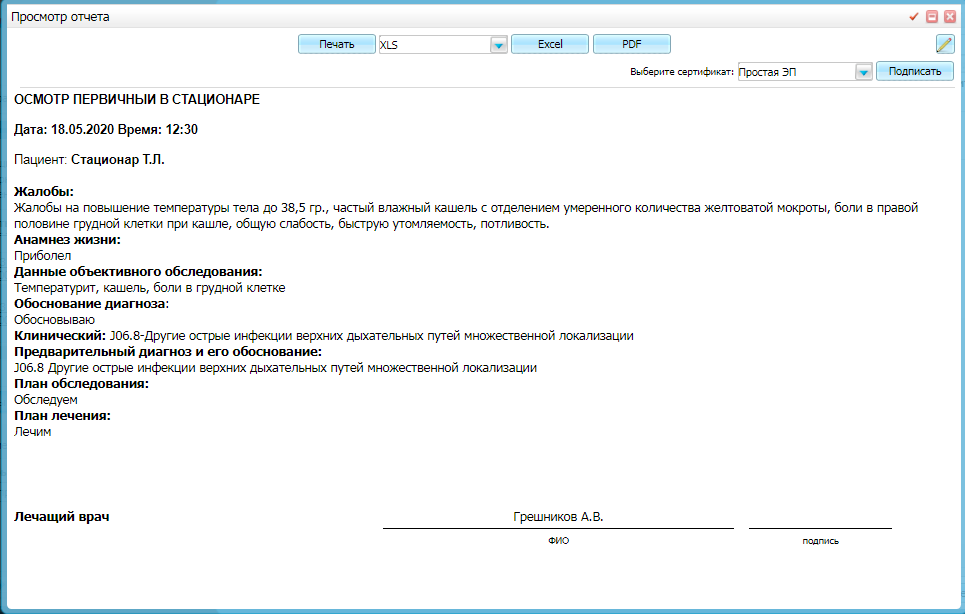 Просмотр отчета
Печать XLS Excel PDF
Выберите сертификат: Простая ЭП Подписать
ОСМОТР ПЕРВИЧНЫЙ В СТАЦИОНАРЕ
Дата: 18.05.2020 Время: 12:30
Пациент: Стационар Т.Л.
Жалобы:
Жалобы на повышение температуры тела до 38,5 гр., частый влажный кашель с отделением умеренного количества желтоватой мокроты, боли в правой
половине грудной клетки при кашле, общую слабость, быструю утомляемость, потливость.
Анамнез жизни:
Приболел
Данные объективного обследования:
Температурит, кашель, боли в грудной клетке
Обоснование диагноза:
Обосновываю
Клинический: J06.8-Другие острые инфекции верхних дыхательных путей множественной локализации
Предварительный диагноз и его обоснование:
J06.8 Другие острые инфекции верхних дыхательных путей множественной локализации
План обследования:
Обследуем
План лечения:
Лечим
Лечащий врач Грешников А.В.
ФИО подпись